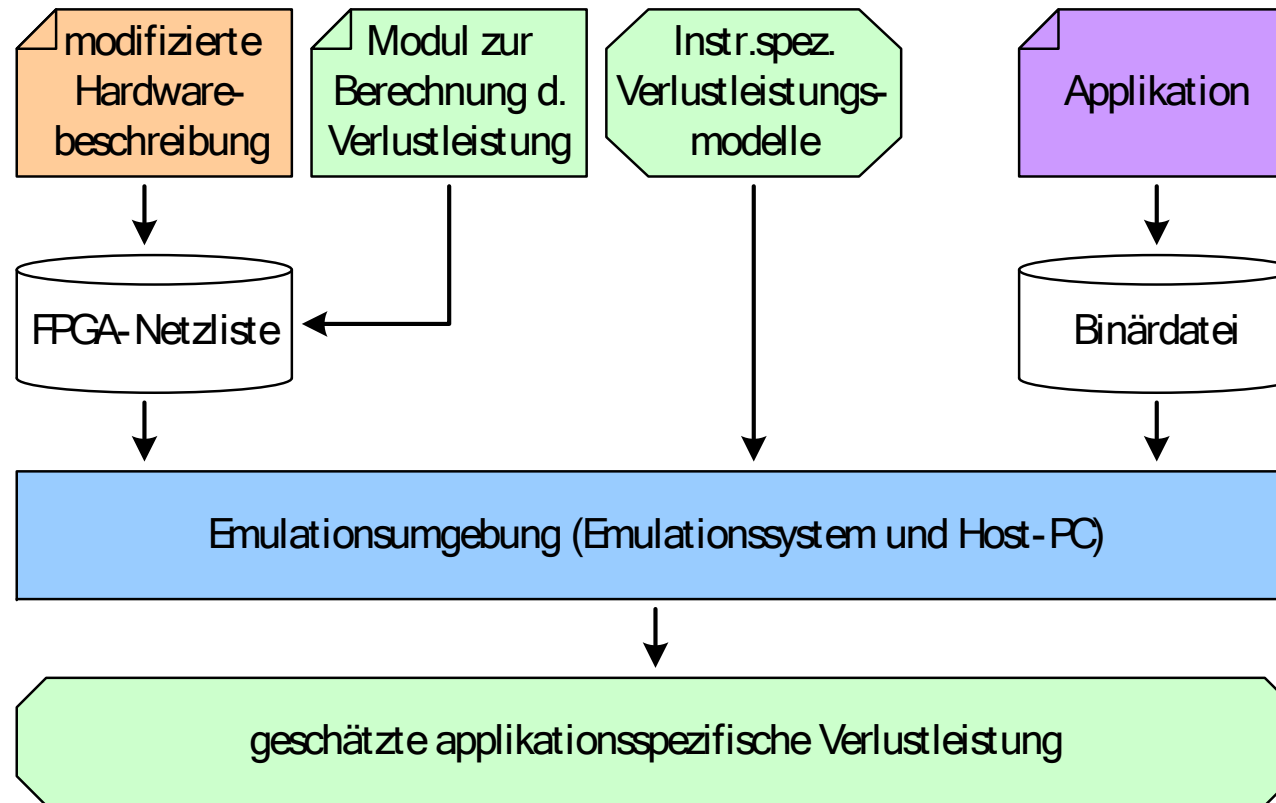 modifizierte
Hardware-
beschreibung
Modul zur
Berechnung d.
Verlustleistung
Instr.spez.
Verlustleistungs-
modelle
Applikation
FPGA-Netzliste
Binärdatei
Emulationsumgebung (Emulationssystem und Host-PC)
geschätzte applikationsspezifische Verlustleistung